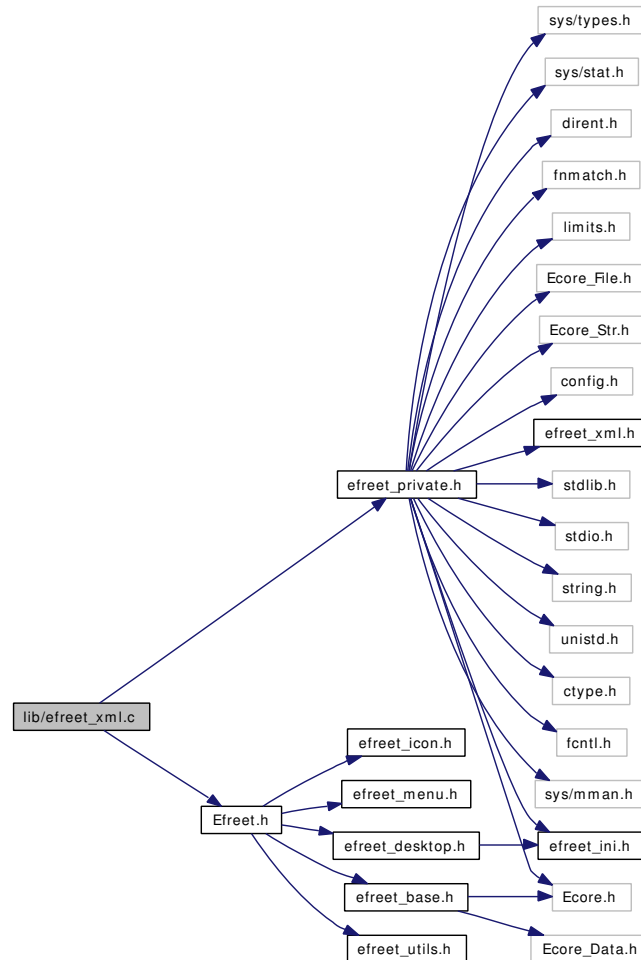 sys/types.h
sys/stat.h
dirent.h
fnmatch.h
limits.h
Ecore_File.h
Ecore_Str.h
config.h
efreet_xml.h
efreet_private.h
stdlib.h
stdio.h
string.h
unistd.h
ctype.h
lib/efreet_xml.c
efreet_icon.h
fcntl.h
efreet_menu.h
sys/mman.h
Efreet.h
efreet_desktop.h
efreet_ini.h
efreet_base.h
Ecore.h
efreet_utils.h
Ecore_Data.h